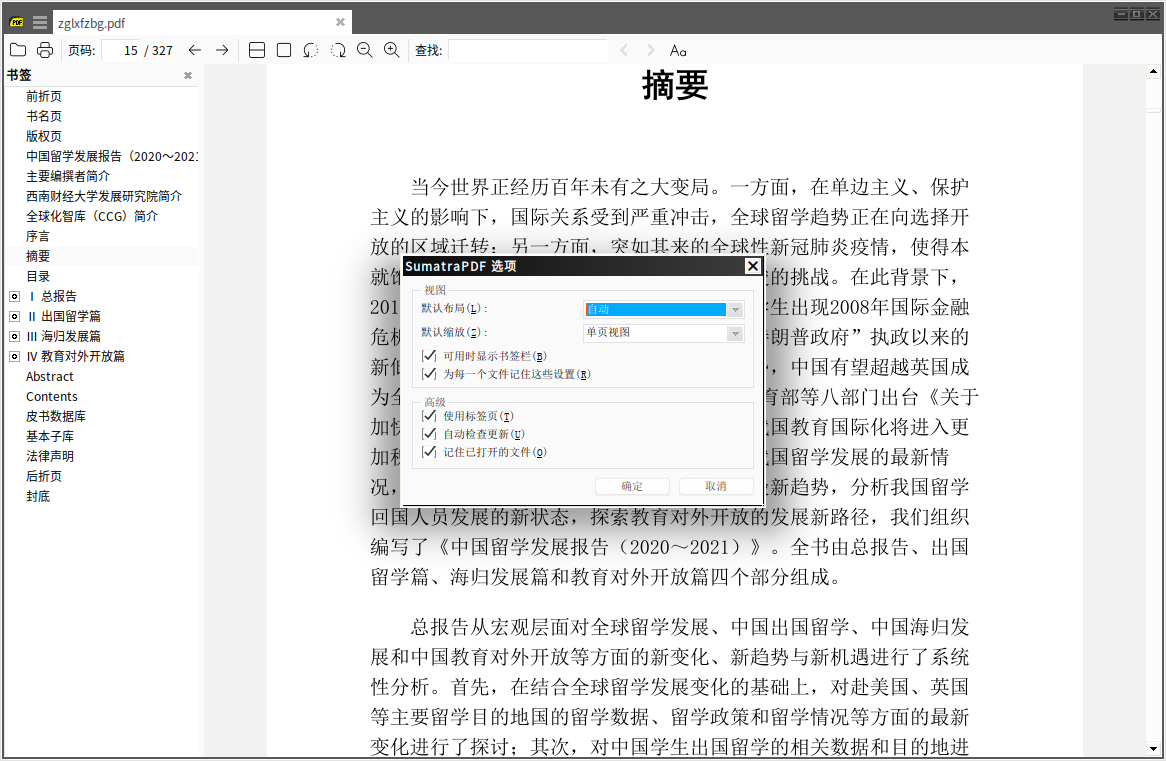 zglxfzbg.pdf
页码: 15 / 327 查找:
书签
前折页
书名页
版权页
中国留学发展报告（2020～2021
主要编撰者简介
西南财经大学发展研究院简介
全球化智库（CCG）简介
序言
摘要
目录
Ⅰ 总报告
Ⅱ 出国留学篇
Ⅲ 海归发展篇
Ⅳ 教育对外开放篇
Abstract
Contents
皮书数据库
基本子库
法律声明
后折页
封底
摘要
当今世界正经历百年未有之大变局。一方面，在单边主义、保护
主义的影响下，国际关系受到严重冲击，全球留学趋势正在向选择开
放的区域迁转；另一方面，突如其来的全球性新冠肺炎疫情，使得本
就饱 的挑战。在此背景下，
201 生出现2008年国际金融
危机 朗普政府”执政以来的
新低 ，中国有望超越英国成
为全 育部等八部门出台《关于
加快 国教育国际化将进入更
加积 国留学发展的最新情
况， 新趋势，分析我国留学
回国人员发展的新状态，探索教育对外开放的发展新路径，我们组织
编写了《中国留学发展报告（2020～2021）》。全书由总报告、出国
留学篇、海归发展篇和教育对外开放篇四个部分组成。
总报告从宏观层面对全球留学发展、中国出国留学、中国海归发
展和中国教育对外开放等方面的新变化、新趋势与新机遇进行了系统
性分析。首先，在结合全球留学发展变化的基础上，对赴美国、英国
等主要留学目的地国的留学数据、留学政策和留学情况等方面的最新
变化进行了探讨；其次，对中国学生出国留学的相关数据和目的地进
SumatraPDF 选项
视图
默认布局(L): 自动
默认缩放(Z): 单页视图
可用时显示书签栏(B)
为每一个文件记住这些设置(R)
高级
使用标签页(T)
自动检查更新(U)
记住已打开的文件(O)
确定 取消